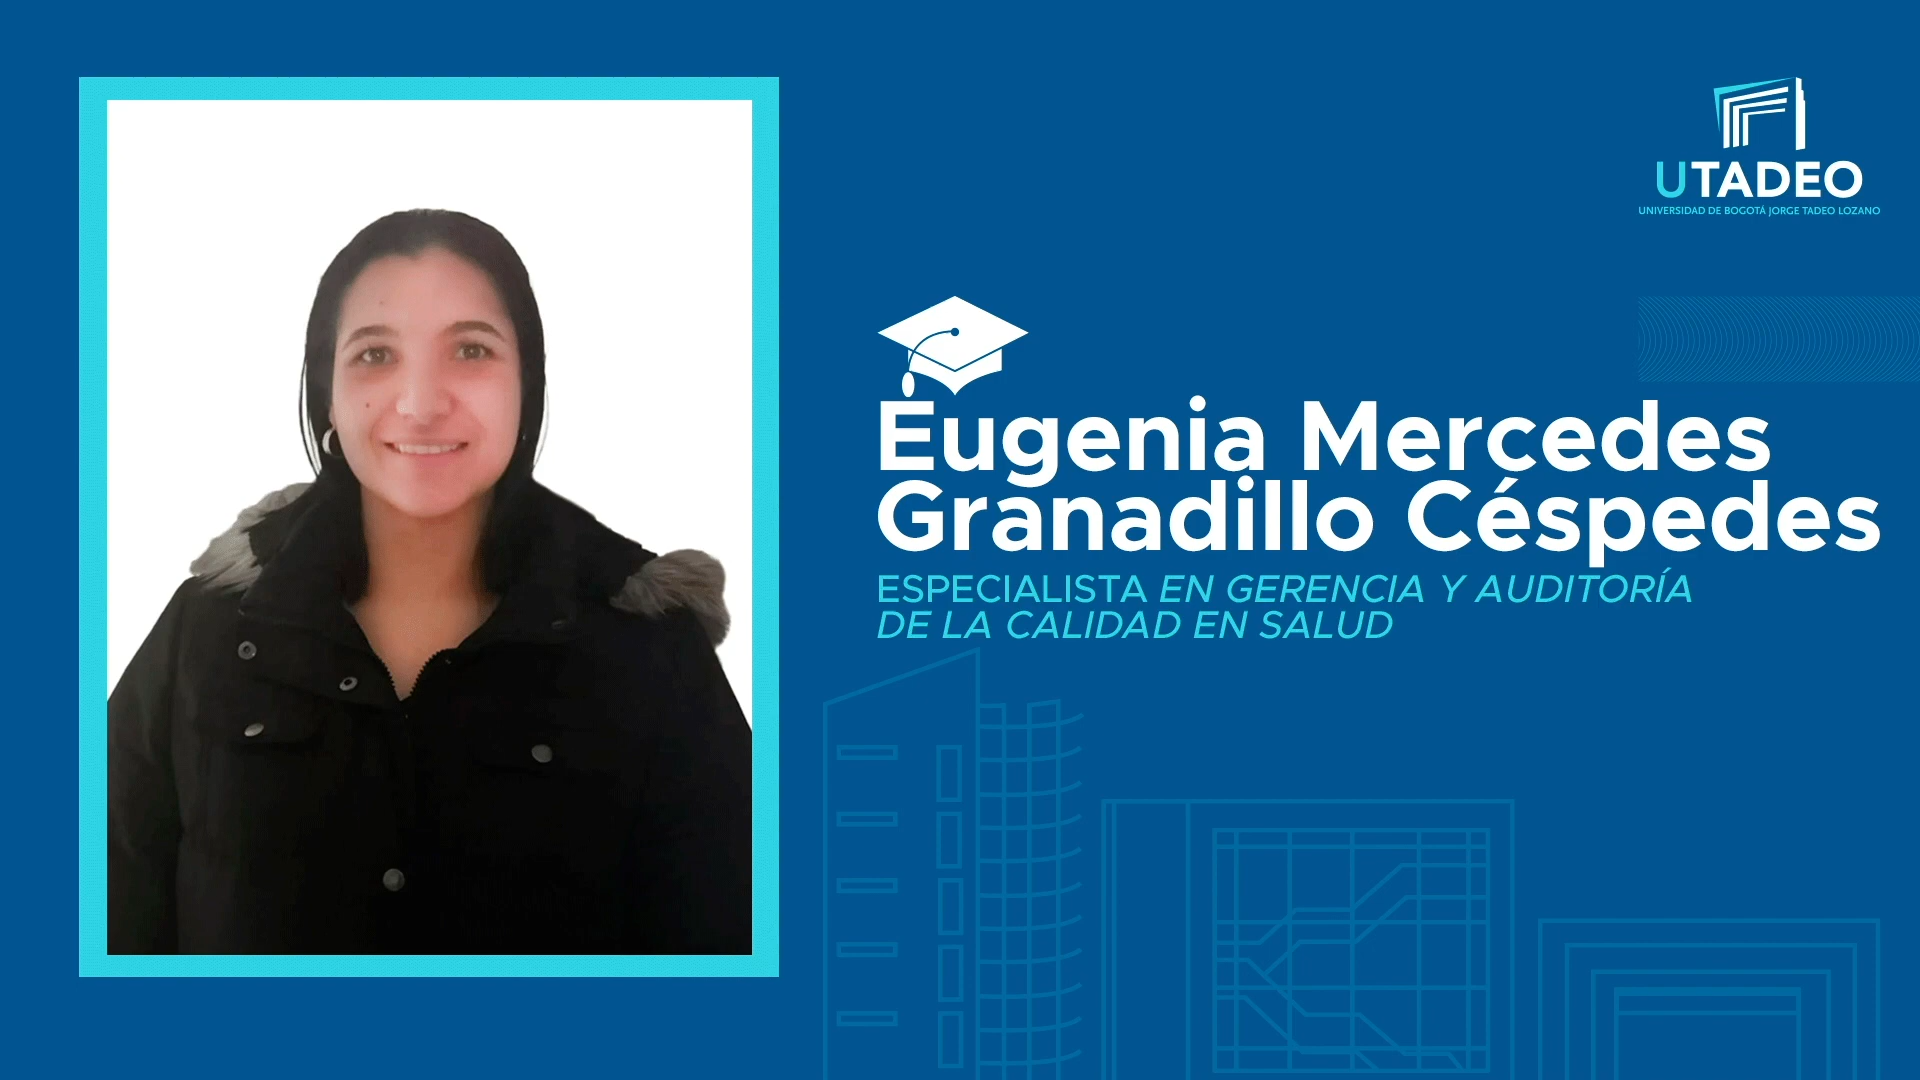 UTADEO
UNIVERSIDAD DE BOGOTÁ JORGE TADEO LOZANO
Eugenia Mercedes
Granadillo Céspedes
ESPECIALISTA EN GERENCIA Y AUDITORÍA
DE LA CALIDAD EN SALUD